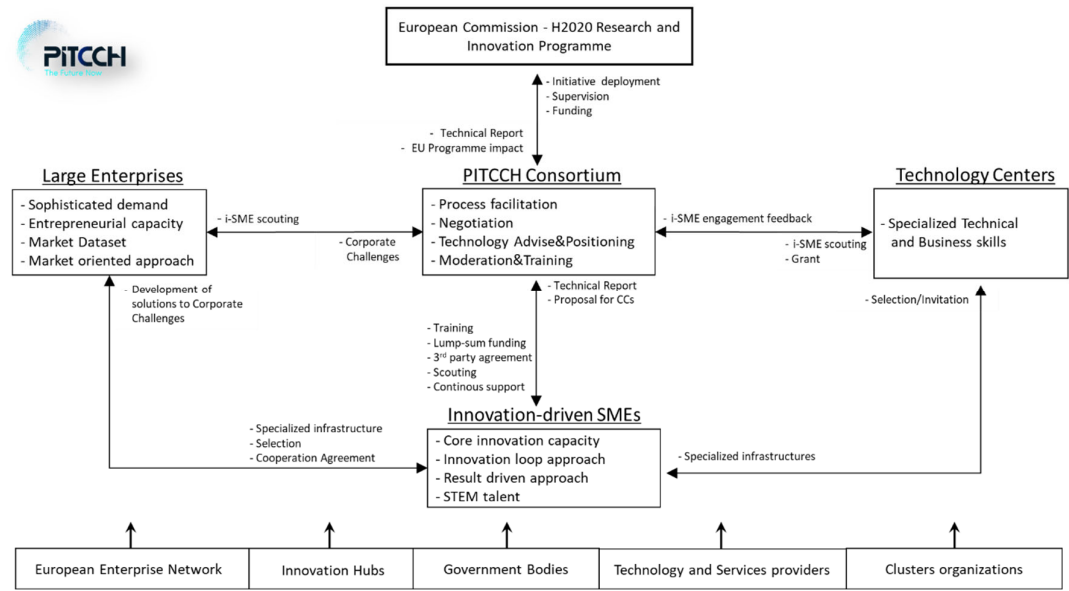 PiTCCH
The Future Now
European Commission - H2020 Research and
Innovation Programme
- Initiative deployment
- Supervision
- Funding
- Technical Report
- EU Programme impact
Large Enterprises
- Sophisticated demand
- Entrepreneurial capacity
- Market Dataset
- Market oriented approach
- i-SME scouting
- Corporate
Challenges
PITCCH Consortium
- Process facilitation
- Negotiation
- Technology Advise&Positioning
- Moderation&Training
- i-SME engagement feedback
- i-SME scouting
- Grant
Technology Centers
- Specialized Technical
and Business skills
- Development of
solutions to Corporate
Challenges
- Technical Report
- Proposal for CCs
- Selection/Invitation
- Training
- Lump-sum funding
- 3rd party agreement
- Scouting
- Continous support
- Specialized infrastructure
- Selection
- Cooperation Agreement
Innovation-driven SMEs
- Core innovation capacity
- Innovation loop approach
- Result driven approach
- STEM talent
- Specialized infrastructures
European Enterprise Network
Innovation Hubs
Government Bodies
Technology and Services providers
Clusters organizations